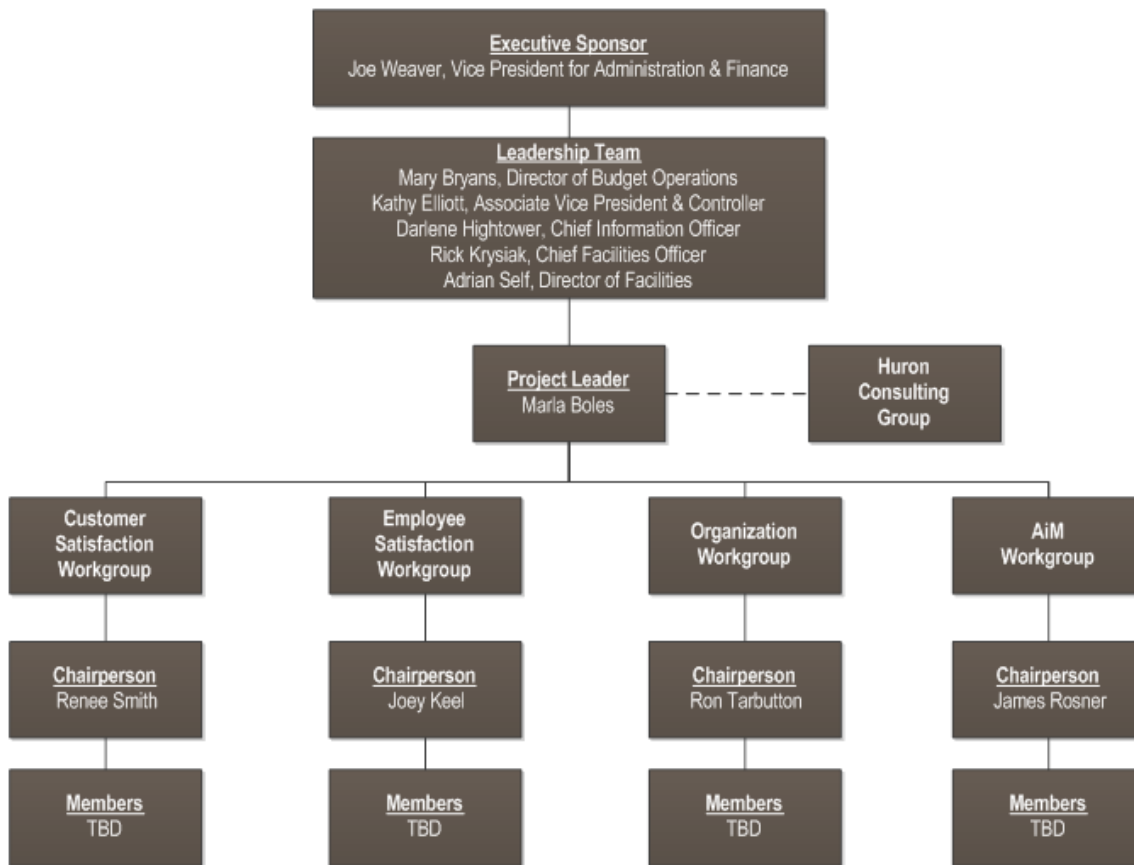 Executive Sponsor
Joe Weaver, Vice President for Administration & Finance
Leadership Team
Mary Bryans, Director of Budget Operations
Kathy Elliott, Associate Vice President & Controller
Darlene Hightower, Chief Information Officer
Rick Krysiak, Chief Facilities Officer
Adrian Self, Director of Facilities
Project Leader
Marla Boles
Huron
Consulting
Group
Customer
Satisfaction
Workgroup
Employee
Satisfaction
Workgroup
Organization
Workgroup
AiM
Workgroup
Chairperson
Renee Smith
Chairperson
Joey Keel
Chairperson
Ron Tarbutton
Chairperson
James Rosner
Members
TBD
Members
TBD
Members
TBD
Members
TBD